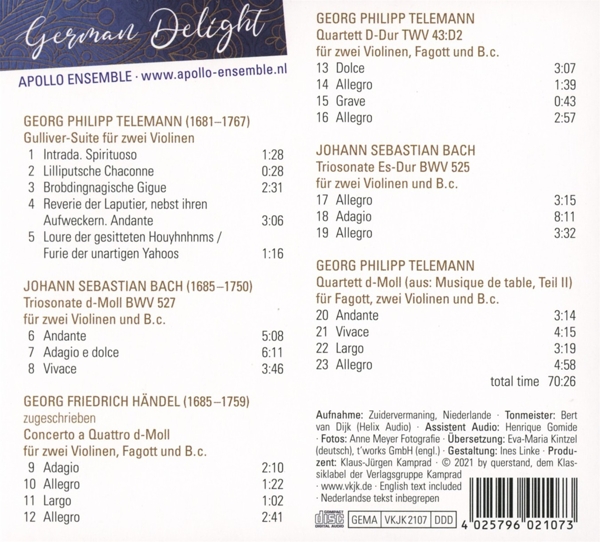 German Delight
APOLLO ENSEMBLE · www.apollo-ensemble.nl
GEORG PHILIPP TELEMANN (1681–1767)
Gulliver-Suite für zwei Violinen
1 Intrada. Spirituoso 1:28
2 Lilliputsche Chaconne 0:28
3 Brobdingnagische Gigue 2:31
4 Reverie der Laputier, nebst ihren
Aufweckern. Andante 3:06
5 Loure der gesitteten Houyhnhnms /
Furie der unartigen Yahoos 1:16
JOHANN SEBASTIAN BACH (1685–1750)
Triosonate d-Moll BWV 527
für zwei Violinen und B.c.
6 Andante 5:08
7 Adagio e dolce 6:11
8 Vivace 3:46
GEORG FRIEDRICH HÄNDEL (1685–1759)
zugeschrieben
Concerto a Quattro d-Moll
für zwei Violinen, Fagott und B.c.
9 Adagio 2:10
10 Allegro 1:22
11 Largo 1:02
12 Allegro 2:41
GEORG PHILIPP TELEMANN
Quartett D-Dur TWV 43:D2
für zwei Violinen, Fagott und B.c.
13 Dolce 3:07
14 Allegro 1:39
15 Grave 0:43
16 Allegro 2:57
JOHANN SEBASTIAN BACH
Triosonate Es-Dur BWV 525
für zwei Violinen und B.c.
17 Allegro 3:15
18 Adagio 8:11
19 Allegro 3:32
GEORG PHILIPP TELEMANN
Quartett d-Moll (aus: Musique de table, Teil II)
für Fagott, zwei Violinen und B.c.
20 Andante 3:14
21 Vivace 4:15
22 Largo 3:19
23 Allegro 4:58
total time 70:26
Aufnahme: Zuidervermaning, Niederlande · Tonmeister: Bert
van Dijk (Helix Audio) · Assistent Audio: Henrique Gomide
· Fotos: Anne Meyer Fotografie · Übersetzung: Eva-Maria Kintzel
(deutsch), t'works GmbH (engl.) · Gestaltung: Ines Linke · Produ-
zent: Klaus-Jürgen Kamprad · © 2021 by querstand, dem Klas-
siklabel der Verlagsgruppe Kamprad
· www.vkjk.de · English text included
· Nederlandse tekst inbegrepen
COMPACT disc DIGITAL AUDIO GEMA VKJK 2107 DDD
4 025796 021073